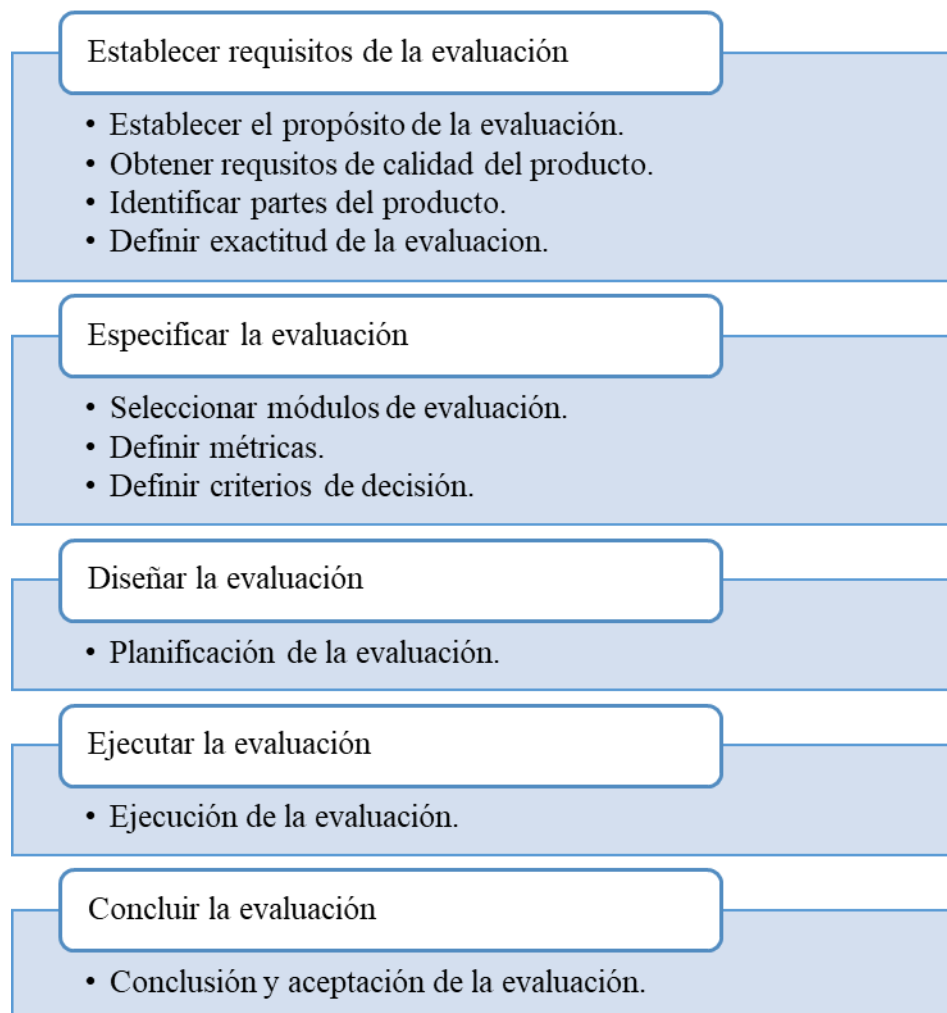 Establecer requisitos de la evaluación
• Establecer el propósito de la evaluación.
• Obtener requsitos de calidad del producto.
• Identificar partes del producto.
• Definir exactitud de la evaluacion.
Especificar la evaluación
• Seleccionar módulos de evaluación.
• Definir métricas.
• Definir criterios de decisión.
Diseñar la evaluación
• Planificación de la evaluación.
Ejecutar la evaluación
• Ejecución de la evaluación.
Concluir la evaluación
• Conclusión y aceptación de la evaluación.